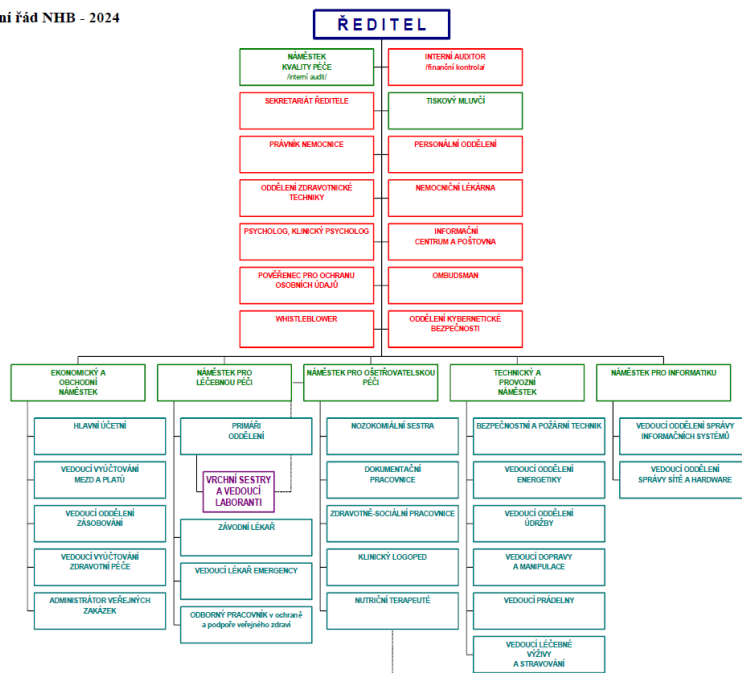 ní řád NHB - 2024
ŘEDITEL
NÁMĚSTEK
KVALITY PÉČE
/interní audit/
INTERNÍ AUDITOR
/finanční kontrola/
SEKRETARIÁT ŘEDITELE
TISKOVÝ MLUVČÍ
PRÁVNÍK NEMOCNICE
PERSONÁLNÍ ODDĚLENÍ
ODDĚLENÍ ZDRAVOTNICKÉ
TECHNIKY
NEMOCNIČNÍ LÉKÁRNA
PSYCHOLOG, KLINICKÝ PSYCHOLOG
INFORMAČNÍ
CENTRUM A POŠTOVNA
POVĚŘENEC PRO OCHRANU
OSOBNÍCH ÚDAJŮ
OMBUDSMAN
WHISTLEBLOWER
ODDĚLENÍ KYBERNETICKÉ
BEZPEČNOSTI
EKONOMICKÝ A
OBCHODNÍ
NÁMĚSTEK
NÁMĚSTEK PRO
LÉČEBNOU PÉČI
NÁMĚSTEK PRO OŠETŘOVATELSKOU
PÉČI
TECHNICKÝ A
PROVOZNÍ
NÁMĚSTEK
NÁMĚSTEK PRO INFORMATIKU
HLAVNÍ ÚČETNÍ
VEDOUCÍ VYÚČTOVÁNÍ
MEZD A PLATŮ
VEDOUCÍ ODDĚLENÍ
ZÁSOBOVÁNÍ
VEDOUCÍ VYÚČTOVÁNÍ
ZDRAVOTNÍ PÉČE
ADMINISTRÁTOR VEŘEJNÝCH
ZAKÁZEK
PRIMÁŘI
ODDĚLENÍ
VRCHNÍ SESTRY
A VEDOUCÍ
LABORANTI
ZÁVODNÍ LÉKAŘ
VEDOUCÍ LÉKAŘ EMERGENCY
ODBORNÝ PRACOVNÍK v ochraně
a podpoře veřejného zdraví
NOZOKOMIÁLNÍ SESTRA
DOKUMENTAČNÍ
PRACOVNICE
ZDRAVOTNĚ-SOCIÁLNÍ PRACOVNICE
KLINICKÝ LOGOPED
NUTRIČNÍ TERAPEUTÉ
BEZPEČNOSTNÍ A POŽÁRNÍ TECHNIK
VEDOUCÍ ODDĚLENÍ
ENERGETIKY
VEDOUCÍ ODDĚLENÍ
ÚDRŽBY
VEDOUCÍ DOPRAVY
A MANIPULACE
VEDOUCÍ PRÁDELNY
VEDOUCÍ LÉČEBNÉ
VÝŽIVY
A STRAVOVÁNÍ
VEDOUCÍ ODDĚLENÍ SPRÁVY
INFORMAČNÍCH SYSTÉMŮ
VEDOUCÍ ODDĚLENÍ
SPRÁVY SÍTĚ A HARDWARE